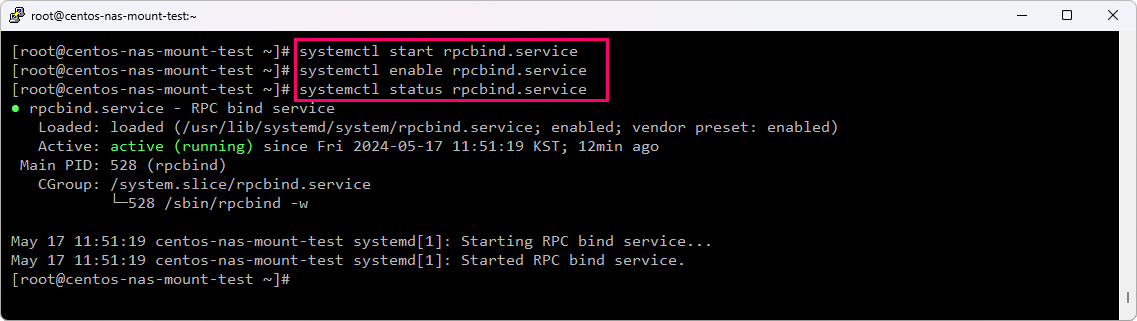 root@centos-nas-mount-test:~
[root@centos-nas-mount-test ~]# systemctl start rpcbind.service
[root@centos-nas-mount-test ~]# systemctl enable rpcbind.service
[root@centos-nas-mount-test ~]# systemctl status rpcbind.service
● rpcbind.service - RPC bind service
   Loaded: loaded (/usr/lib/systemd/system/rpcbind.service; enabled; vendor preset: enabled)
   Active: active (running) since Fri 2024-05-17 11:51:19 KST; 12min ago
 Main PID: 528 (rpcbind)
   CGroup: /system.slice/rpcbind.service
           └─528 /sbin/rpcbind -w
May 17 11:51:19 centos-nas-mount-test systemd[1]: Starting RPC bind service...
May 17 11:51:19 centos-nas-mount-test systemd[1]: Started RPC bind service.
[root@centos-nas-mount-test ~]#